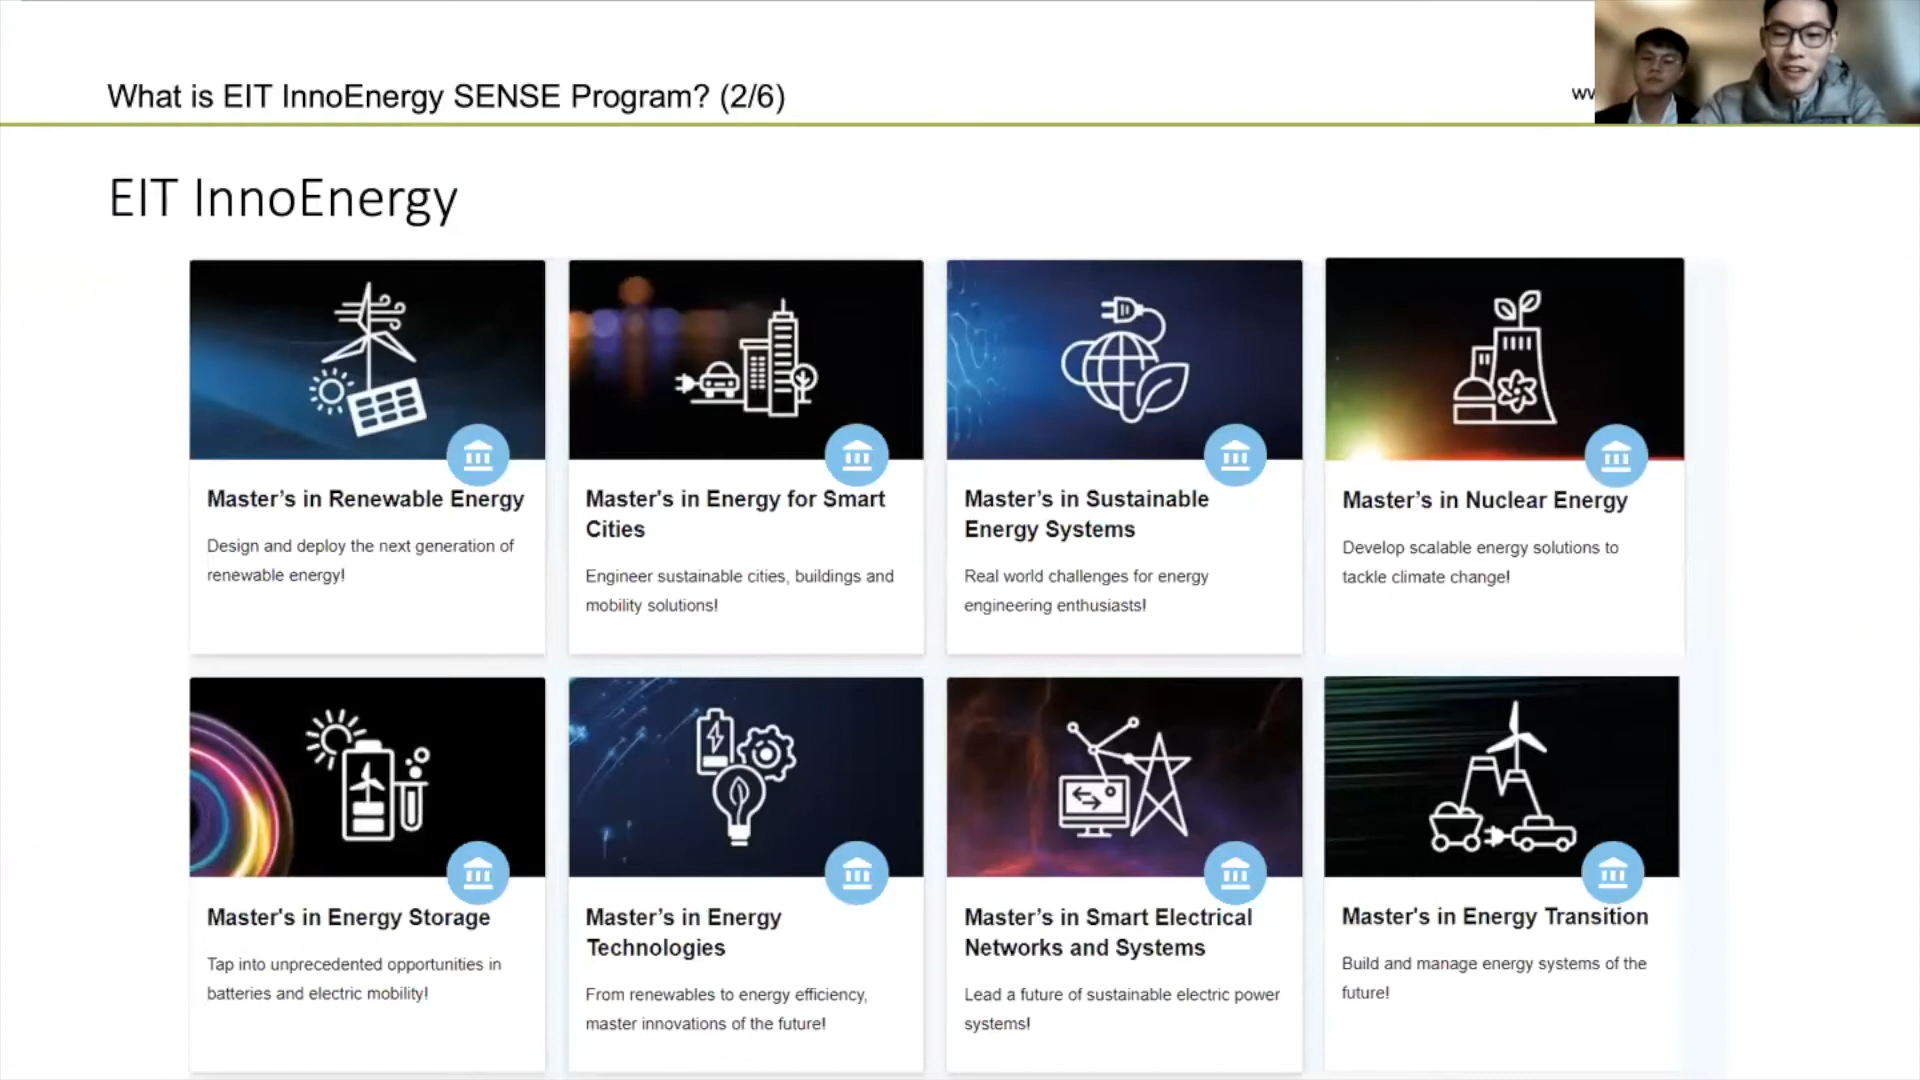 What is EIT InnoEnergy SENSE Program? (2/6)
EIT InnoEnergy
Master’s in Renewable Energy
Design and deploy the next generation of
renewable energy!
Master's in Energy for Smart
Cities
Engineer sustainable cities, buildings and
mobility solutions!
Master’s in Sustainable
Energy Systems
Real world challenges for energy
engineering enthusiasts!
Master’s in Nuclear Energy
Develop scalable energy solutions to
tackle climate change!
Master's in Energy Storage
Tap into unprecedented opportunities in
batteries and electric mobility!
Master’s in Energy
Technologies
From renewables to energy efficiency,
master innovations of the future!
Master’s in Smart Electrical
Networks and Systems
Lead a future of sustainable electric power
systems!
Master's in Energy Transition
Build and manage energy systems of the
future!